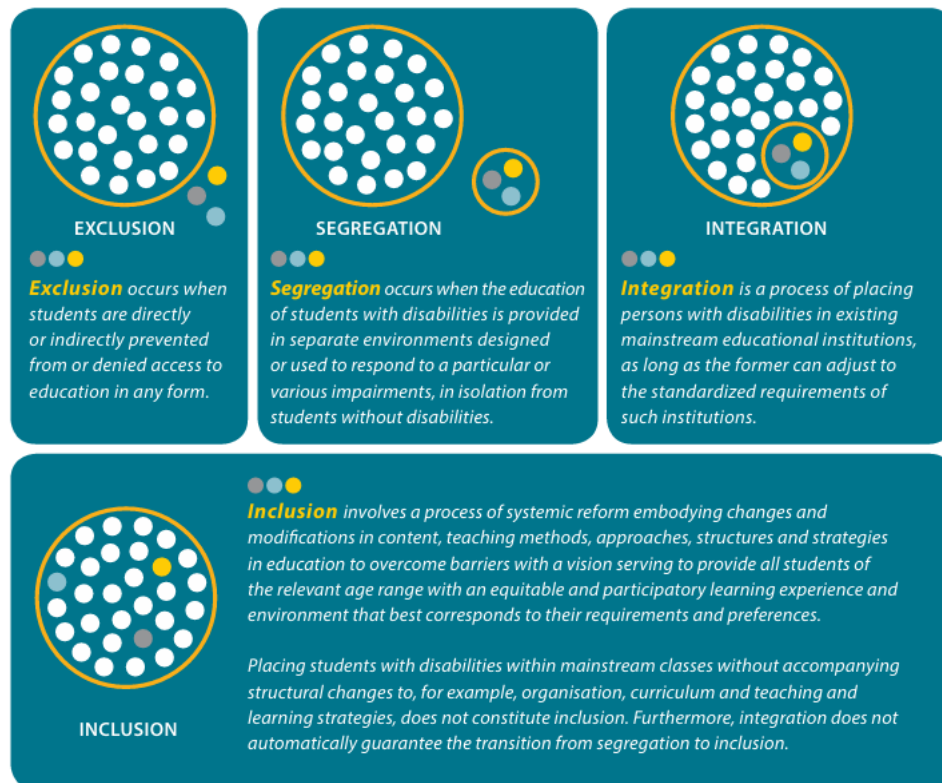 EXCLUSION
Exclusion occurs when
students are directly
or indirectly prevented
from or denied access to
education in any form.
SEGREGATION
Segregation occurs when the education
of students with disabilities is provided
in separate environments designed
or used to respond to a particular or
various impairments, in isolation from
students without disabilities.
INTEGRATION
Integration is a process of placing
persons with disabilities in existing
mainstream educational institutions,
as long as the former can adjust to
the standardized requirements of
such institutions.
INCLUSION
Inclusion involves a process of systemic reform embodying changes and
modifications in content, teaching methods, approaches, structures and strategies
in education to overcome barriers with a vision serving to provide all students of
the relevant age range with an equitable and participatory learning experience and
environment that best corresponds to their requirements and preferences.
Placing students with disabilities within mainstream classes without accompanying
structural changes to, for example, organisation, curriculum and teaching and
learning strategies, does not constitute inclusion. Furthermore, integration does not
automatically guarantee the transition from segregation to inclusion.